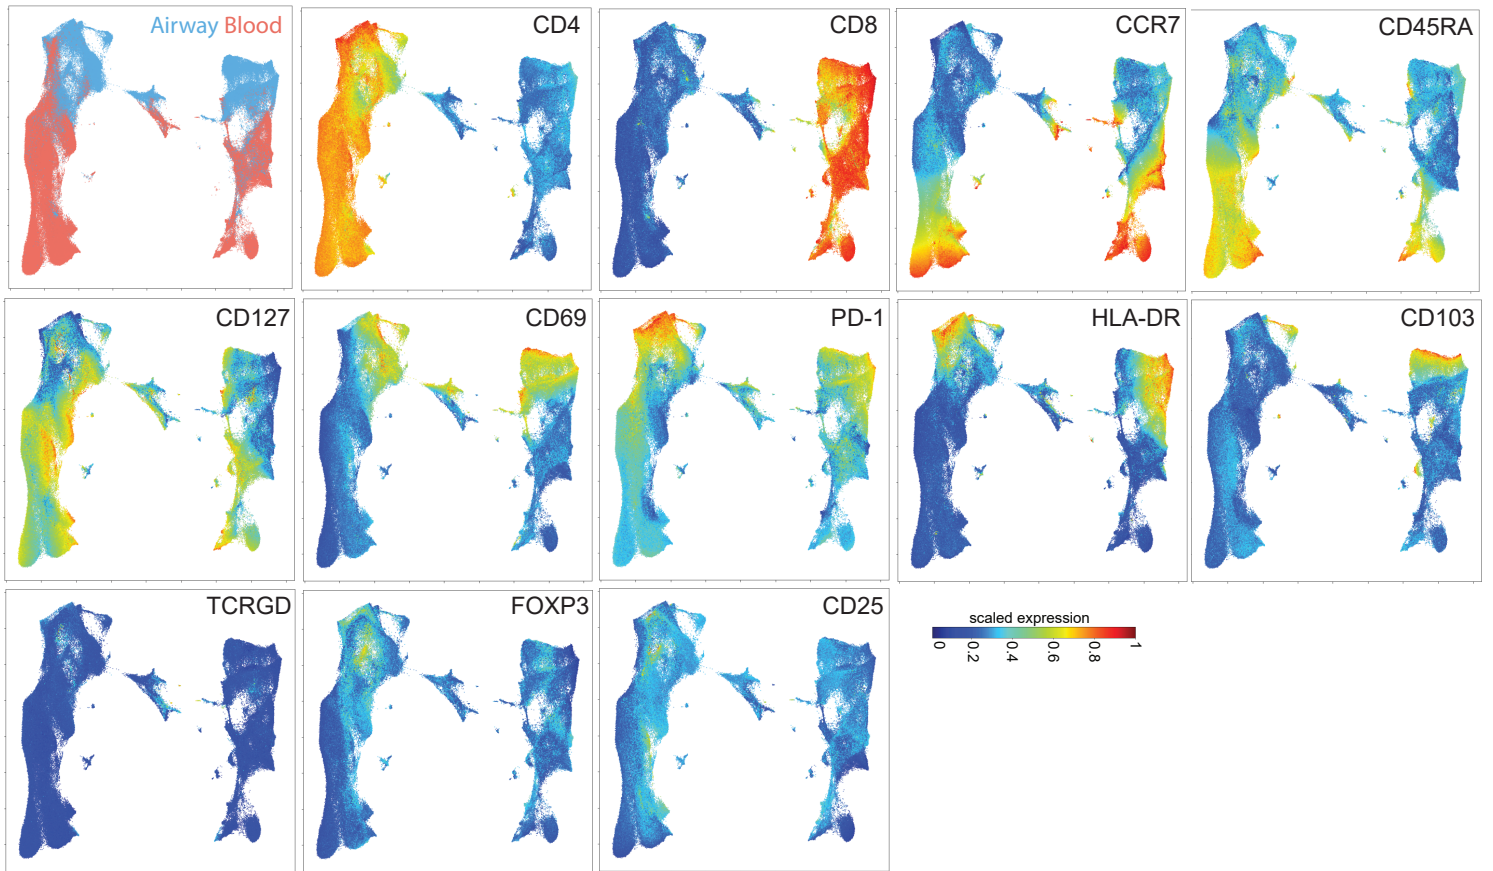 Airway Blood
CD4
CD8
CCR7
CD45RA
CD127
CD69
PD-1
HLA-DR
CD103
TCRGD
FOXP3
CD25
scaled expression
0 0.2 0.4 0.6 0.8 1